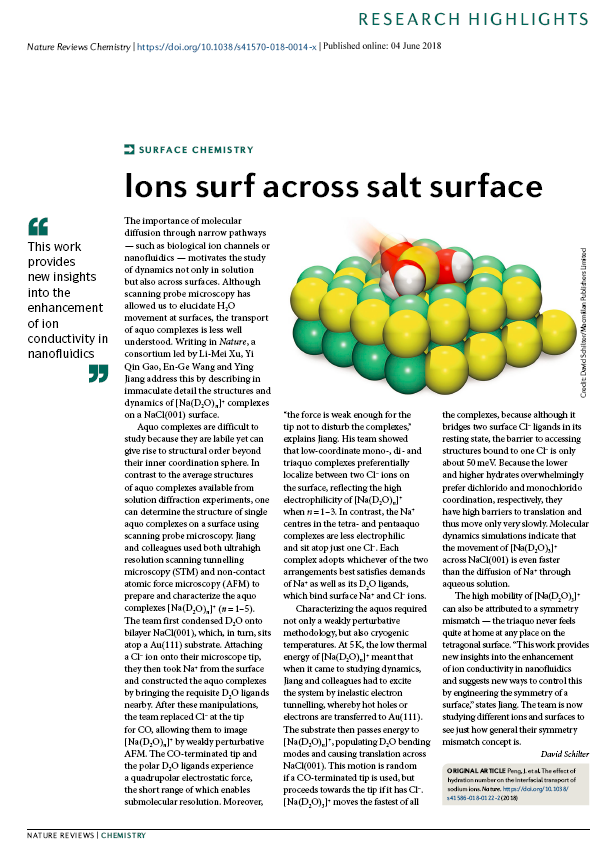 RESEARCH HIGHLIGHTS
Nature Reviews Chemistry | https://doi.org/10.1038/s41570-018-0014-x | Published online: 04 June 2018
SURFACE CHEMISTRY
Ions surf across salt surface
“
This work
provides
new insights
into the
enhancement
of ion
conductivity in
nanofluidics
”
The importance of molecular
diffusion through narrow pathways
— such as biological ion channels or
nanofluidics — motivates the study
of dynamics not only in solution
but also across surfaces. Although
scanning probe microscopy has
allowed us to elucidate H₂O
movement at surfaces, the transport
of aquo complexes is less well
understood. Writing in Nature, a
consortium led by Li-Mei Xu, Yi
Qin Gao, En-Ge Wang and Ying
Jiang address this by describing in
immaculate detail the structures and
dynamics of [Na(D₂O)ₙ]⁺ complexes
on a NaCl(001) surface.
Aquo complexes are difficult to
study because they are labile yet can
give rise to structural order beyond
their inner coordination sphere. In
contrast to the average structures
of aquo complexes available from
solution diffraction experiments, one
can determine the structure of single
aquo complexes on a surface using
scanning probe microscopy. Jiang
and colleagues used both ultrahigh
resolution scanning tunnelling
microscopy (STM) and non-contact
atomic force microscopy (AFM) to
prepare and characterize the aquo
complexes [Na(D₂O)ₙ]⁺ (n = 1–5).
The team first condensed D₂O onto
bilayer NaCl(001), which, in turn, sits
atop a Au(111) substrate. Attaching
a Cl⁻ ion onto their microscope tip,
they then took Na⁺ from the surface
and constructed the aquo complexes
by bringing the requisite D₂O ligands
nearby. After these manipulations,
the team replaced Cl⁻ at the tip
for CO, allowing them to image
[Na(D₂O)ₙ]⁺ by weakly perturbative
AFM. The CO-terminated tip and
the polar D₂O ligands experience
a quadrupolar electrostatic force,
the short range of which enables
submolecular resolution. Moreover,
Credit: David Schilter/Macmillan Publishers Limited
“the force is weak enough for the
tip not to disturb the complexes,”
explains Jiang. His team showed
that low-coordinate mono-, di- and
triaquo complexes preferentially
localize between two Cl⁻ ions on
the surface, reflecting the high
electrophilicity of [Na(D₂O)ₙ]⁺
when n = 1–3. In contrast, the Na⁺
centres in the tetra- and pentaaquo
complexes are less electrophilic
and sit atop just one Cl⁻. Each
complex adopts whichever of the two
arrangements best satisfies demands
of Na⁺ as well as its D₂O ligands,
which bind surface Na⁺ and Cl⁻ ions.
Characterizing the aquos required
not only a weakly perturbative
methodology, but also cryogenic
temperatures. At 5 K, the low thermal
energy of [Na(D₂O)ₙ]⁺ meant that
when it came to studying dynamics,
Jiang and colleagues had to excite
the system by inelastic electron
tunnelling, whereby hot holes or
electrons are transferred to Au(111).
The substrate then passes energy to
[Na(D₂O)ₙ]⁺, populating D₂O bending
modes and causing translation across
NaCl(001). This motion is random
if a CO-terminated tip is used, but
proceeds towards the tip if it has Cl⁻.
[Na(D₂O)₃]⁺ moves the fastest of all
the complexes, because although it
bridges two surface Cl⁻ ligands in its
resting state, the barrier to accessing
structures bound to one Cl⁻ is only
about 50 meV. Because the lower
and higher hydrates overwhelmingly
prefer dichlorido and monochlorido
coordination, respectively, they
have high barriers to translation and
thus move only very slowly. Molecular
dynamics simulations indicate that
the movement of [Na(D₂O)₃]⁺
across NaCl(001) is even faster
than the diffusion of Na⁺ through
aqueous solution.
The high mobility of [Na(D₂O)₃]⁺
can also be attributed to a symmetry
mismatch — the triaquo never feels
quite at home at any place on the
tetragonal surface. “This work provides
new insights into the enhancement
of ion conductivity in nanofluidics
and suggests new ways to control this
by engineering the symmetry of a
surface,” states Jiang. The team is now
studying different ions and surfaces to
see just how general their symmetry
mismatch concept is.
David Schilter
ORIGINAL ARTICLE Peng, J. et al. The effect of
hydration number on the interfacial transport of
sodium ions. Nature. https://doi.org/10.1038/
s41586-018-0122-2 (2018)
NATURE REVIEWS | CHEMISTRY